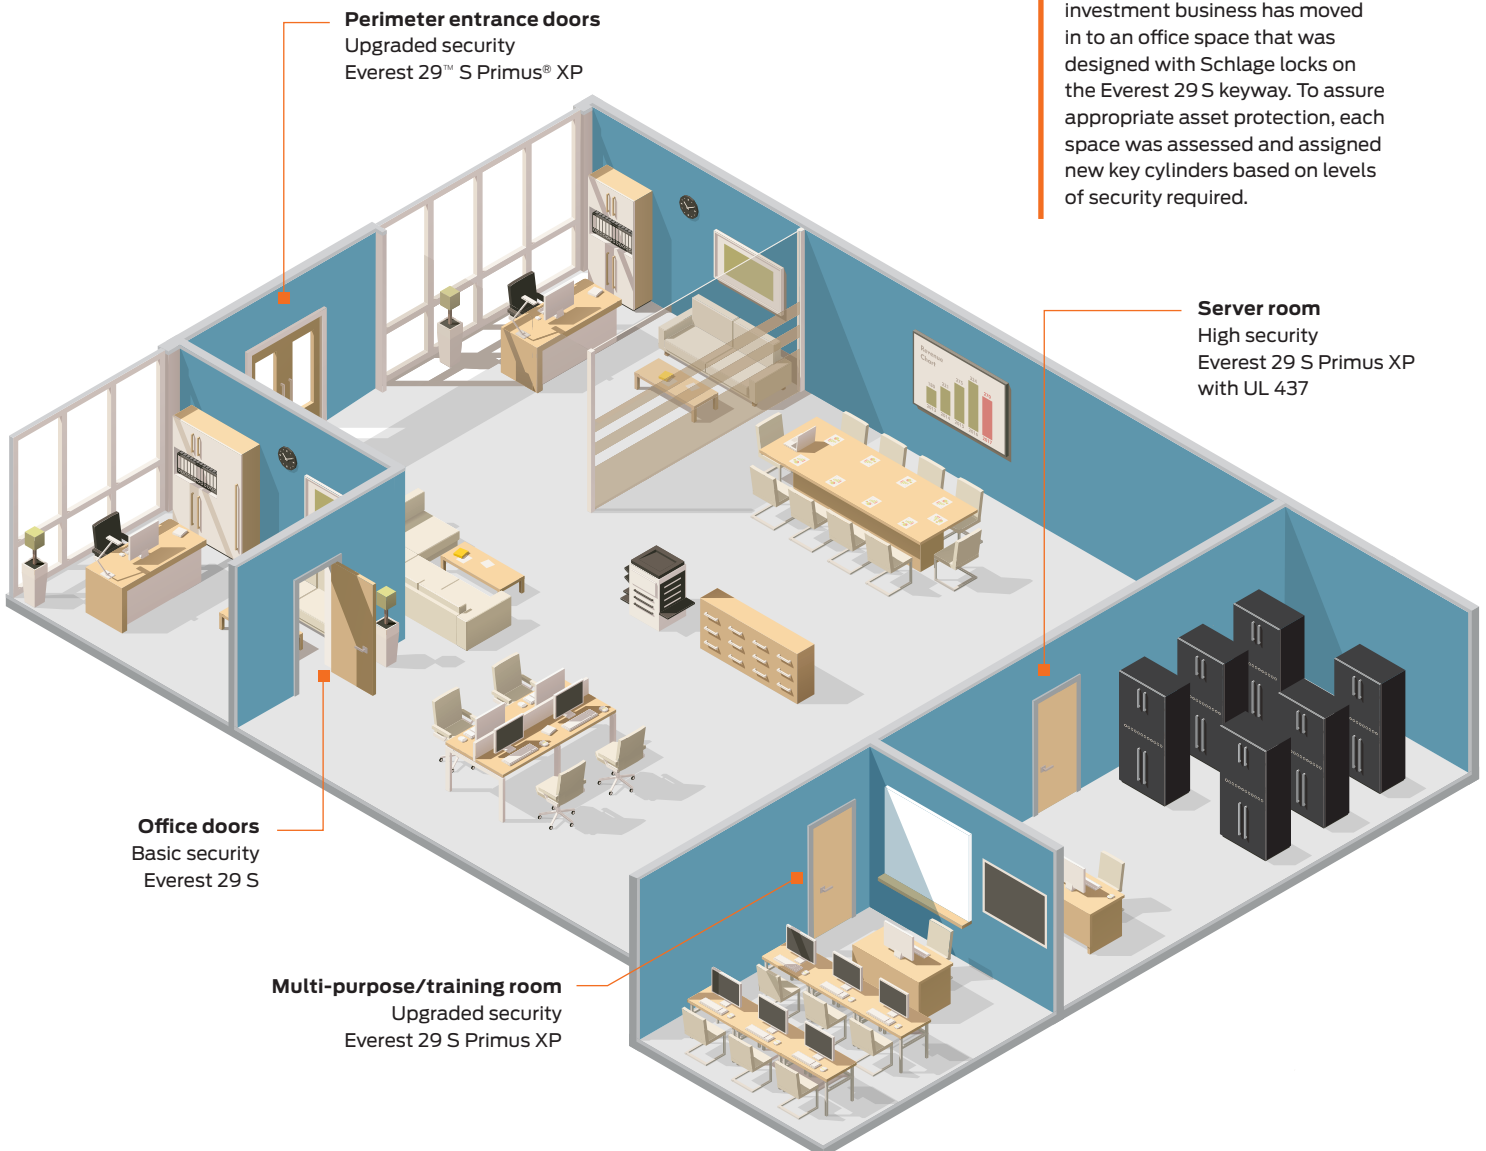 Perimeter entrance doors
Upgraded security
Everest 29™ S Primus® XP
investment business has moved
in to an office space that was
designed with Schlage locks on
the Everest 29 S keyway. To assure
appropriate asset protection, each
space was assessed and assigned
new key cylinders based on levels
of security required.
Server room
High security
Everest 29 S Primus XP
with UL 437
Revenue
Chart
Office doors
Basic security
Everest 29 S
Multi-purpose/training room
Upgraded security
Everest 29 S Primus XP